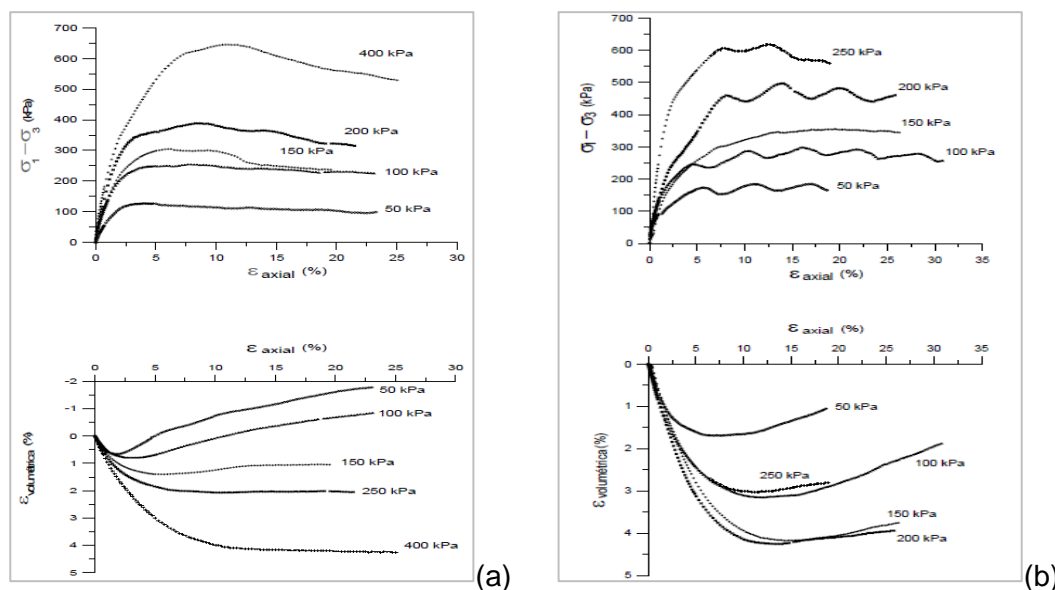 700
600
500
400
300
200
100
0
σ1 – σ3 (kPa)
400 kPa
200 kPa
150 kPa
100 kPa
50 kPa
0 5 10 15 20 25 30
ε axial (%)
ε axial (%)
0 5 10 15 20 25 30
-2
-1
0
1
2
3
4
5
ε volumétrica (%)
50 kPa
100 kPa
150 kPa
250 kPa
400 kPa
(a)
700
600
500
400
300
200
100
0
σ1 – σ3 (kPa)
250 kPa
200 kPa
150 kPa
100 kPa
50 kPa
0 5 10 15 20 25 30 35
ε axial (%)
ε axial (%)
0 5 10 15 20 25 30 35
0
1
2
3
4
5
ε volumétrica (%)
50 kPa
100 kPa
250 kPa
150 kPa
200 kPa
(b)